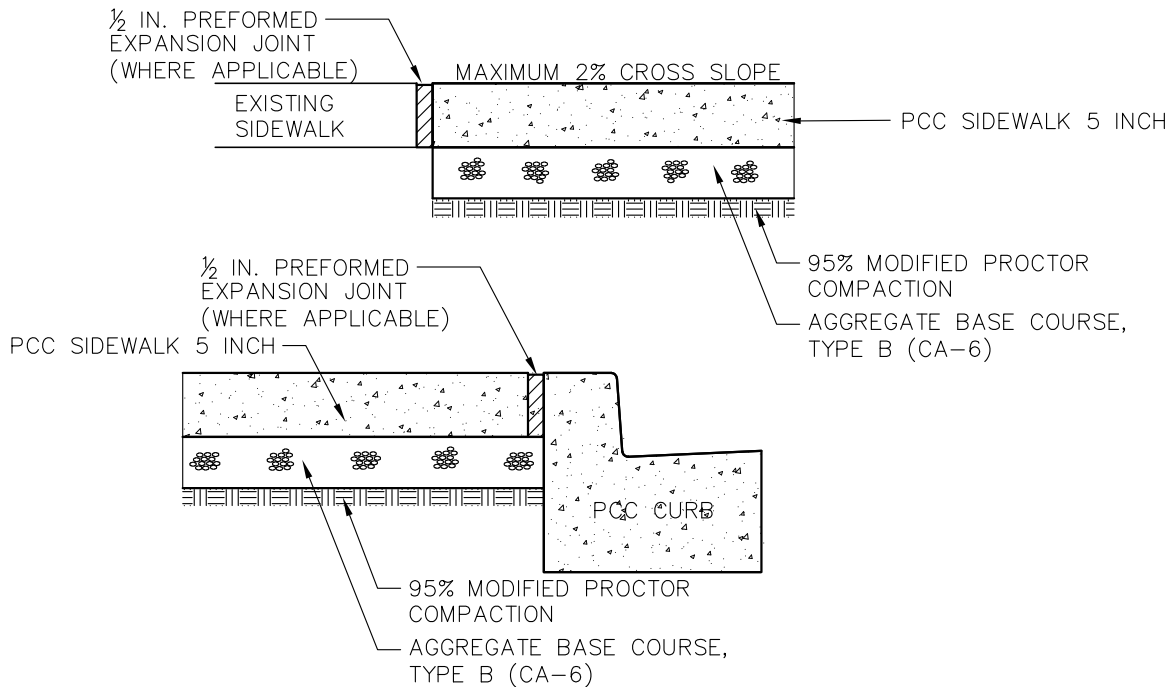 ½ IN. PREFORMED
EXPANSION JOINT
(WHERE APPLICABLE)
MAXIMUM 2% CROSS SLOPE
EXISTING
SIDEWALK
PCC SIDEWALK 5 INCH
95% MODIFIED PROCTOR
COMPACTION
AGGREGATE BASE COURSE,
TYPE B (CA-6)
½ IN. PREFORMED
EXPANSION JOINT
(WHERE APPLICABLE)
PCC SIDEWALK 5 INCH
PCC CURB
95% MODIFIED PROCTOR
COMPACTION
AGGREGATE BASE COURSE,
TYPE B (CA-6)